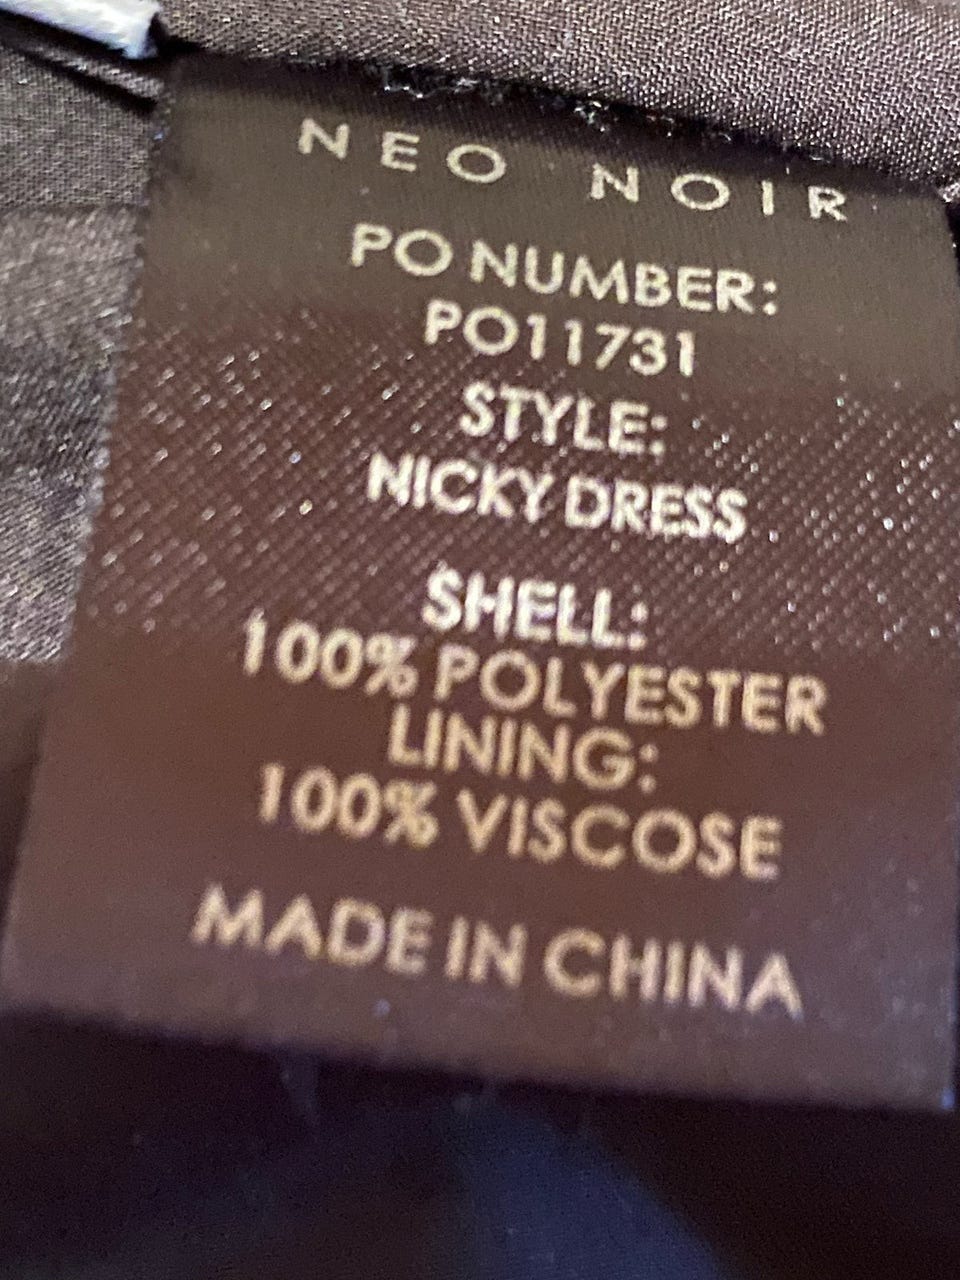 NEO NOIR
PO NUMBER:
PO11731
STYLE:
NICKY DRESS
SHELL:
100% POLYESTER
LINING:
100% VISCOSE
MADE IN CHINA